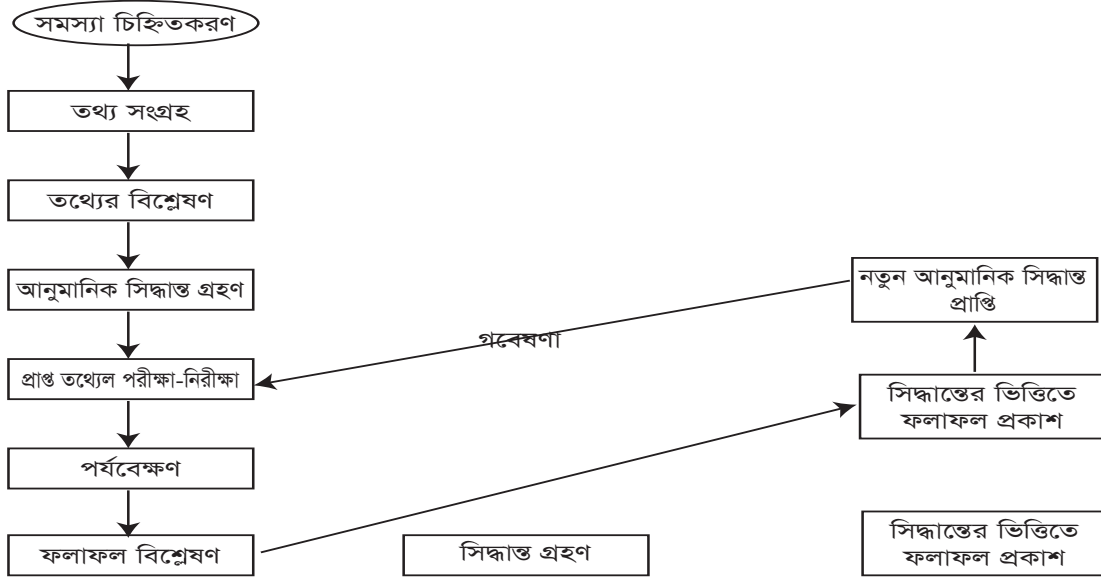 সমস্যা চিহ্নিতকরণ
তথ্য সংগ্রহ
তথ্যের বিশ্লেষণ
আনুমানিক সিদ্ধান্ত গ্রহণ
প্রাপ্ত তথ্যেল পরীক্ষা-নিরীক্ষা
পর্যবেক্ষণ
ফলাফল বিশ্লেষণ
সিদ্ধান্ত গ্রহণ
সিদ্ধান্তের ভিত্তিতে
ফলাফল প্রকাশ
সিদ্ধান্তের ভিত্তিতে
ফলাফল প্রকাশ
নতুন আনুমানিক সিদ্ধান্ত
প্রাপ্তি
গবেষণা